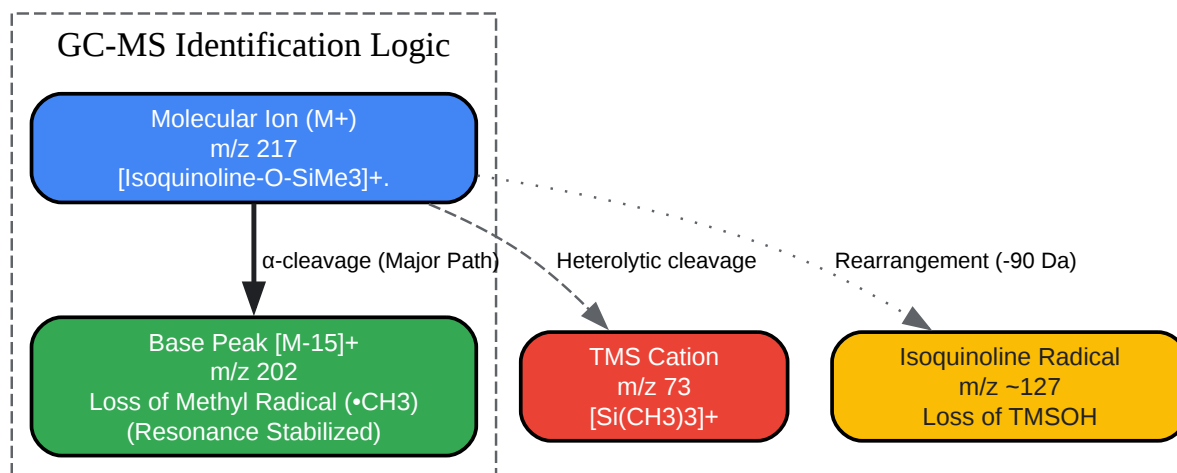 GC-MS Identification Logic
Molecular Ion (M+)
m/z 217
[Isoquinoline-O-SiMe3]+.
α-cleavage (Major Path)
Heterolytic cleavage
Rearrangement (-90 Da)
Base Peak [M-15]+
m/z 202
Loss of Methyl Radical (•CH3)
(Resonance Stabilized)
TMS Cation
m/z 73
[Si(CH3)3]+
Isoquinoline Radical
m/z ~127
Loss of TMSOH